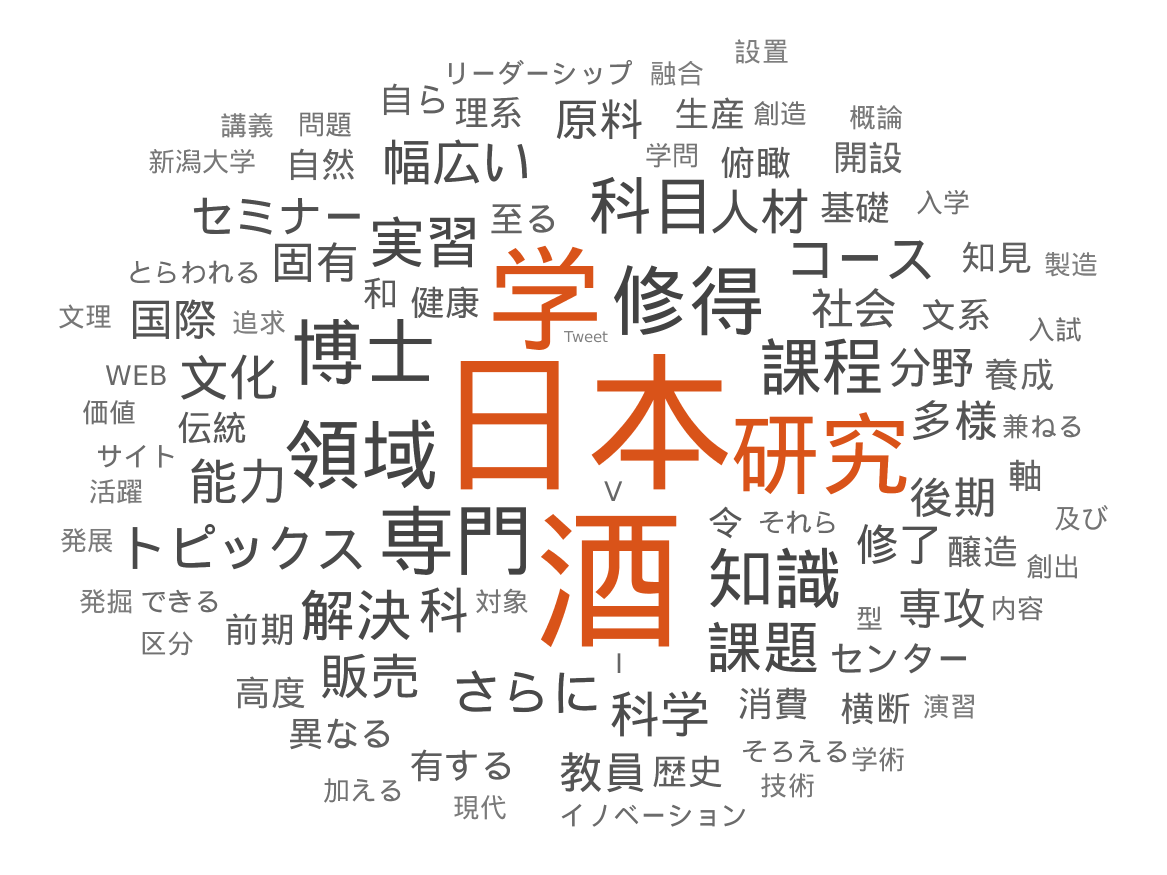 設置
リーダーシップ 融合
自ら 理系 原料 生産 創造 概論
講義 問題
新潟大学 自然 幅広い 学問 俯瞰 開設
セミナー 実習 至る 科目 人材 基礎 入学
とらわれる 固有 和 健康 学 修得 コース 知見 製造
文理 国際 追求 博士 Tweet 社会 文系 入試
WEB 文化 日本 課程 分野 養成
価値 伝統 領域 研究 多様 兼ねる
サイト 能力 V 後期 軸
活躍
発展 トピックス 専門 酒 令 それら 修了 醸造 及び
知識 創出
発掘 できる 前期 解決 科 対象 型 専攻 内容
区分 課題 センター
高度 販売 さらに I 科学 消費 横断 演習
異なる 有する 教員 歴史 そろえる 学術
加える 現代 イノベーション 技術